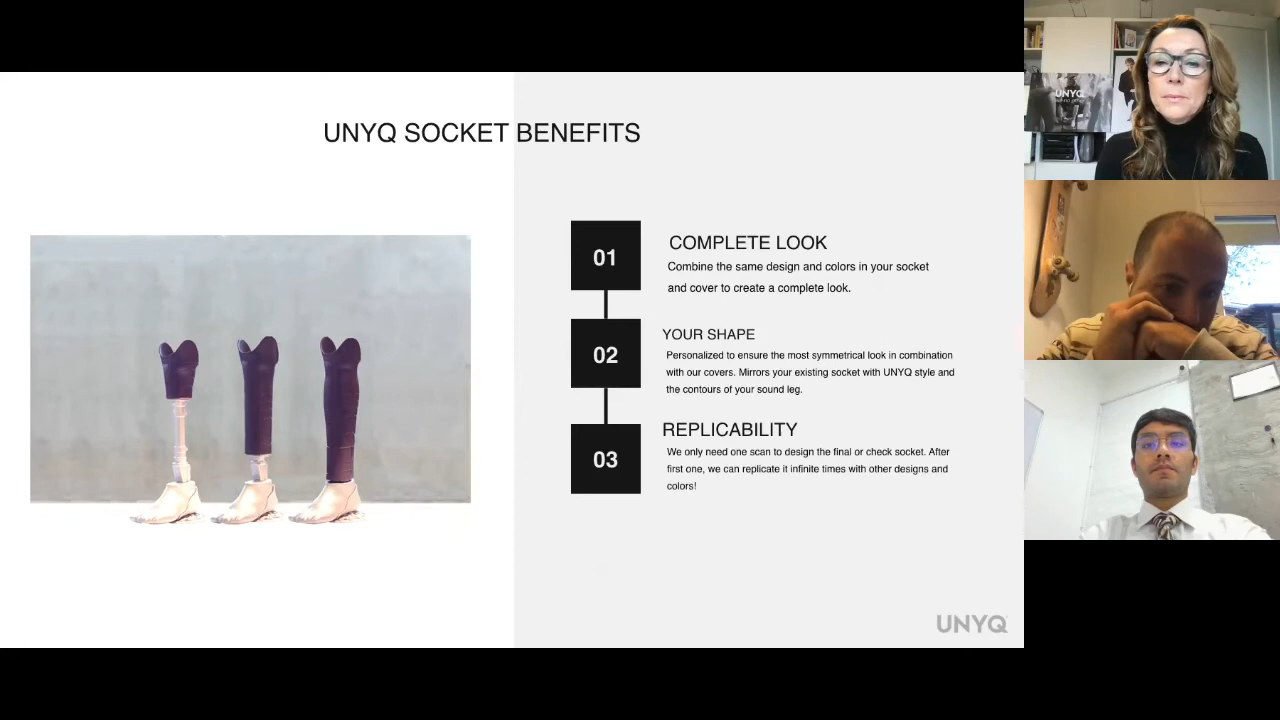 UNYQ SOCKET BENEFITS
01
COMPLETE LOOK
Combine the same design and colors in your socket
and cover to create a complete look.
02
YOUR SHAPE
Personalized to ensure the most symmetrical look in combination
with our covers. Mirrors your existing socket with UNYQ style and
the contours of your sound leg.
03
REPLICABILITY
We only need one scan to design the final or check socket. After
first one, we can replicate it infinite times with other designs and
colors!
UNYQ
UNYQ